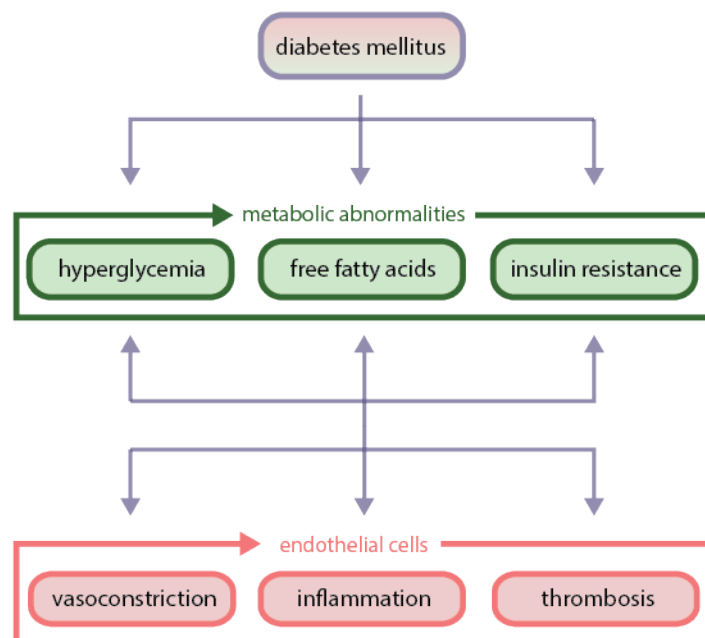 diabetes mellitus
metabolic abnormalities
hyperglycemia
free fatty acids
insulin resistance
endothelial cells
vasoconstriction
inflammation
thrombosis